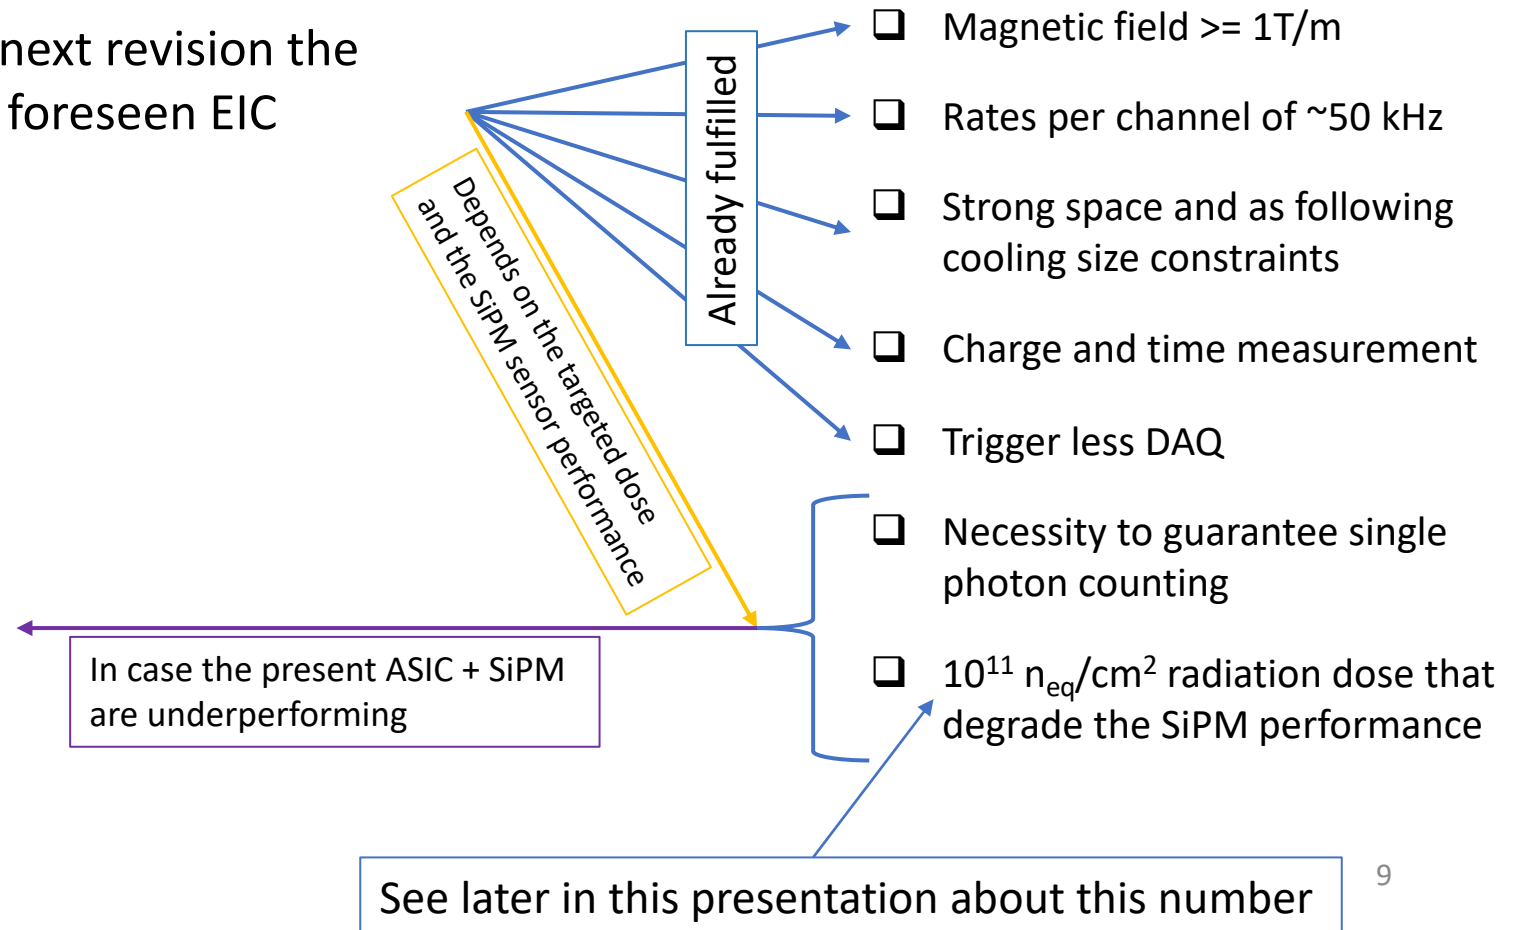 next revision the
foreseen EIC
Already fulfilled
Depends on the targeted dose
and the SiPM sensor performance
❑ Magnetic field >= 1T/m
❑ Rates per channel of ~50 kHz
❑ Strong space and as following
cooling size constraints
❑ Charge and time measurement
❑ Trigger less DAQ
❑ Necessity to guarantee single
photon counting
❑ 10¹¹ n_eq/cm² radiation dose that
degrade the SiPM performance
In case the present ASIC + SiPM
are underperforming
See later in this presentation about this number
9